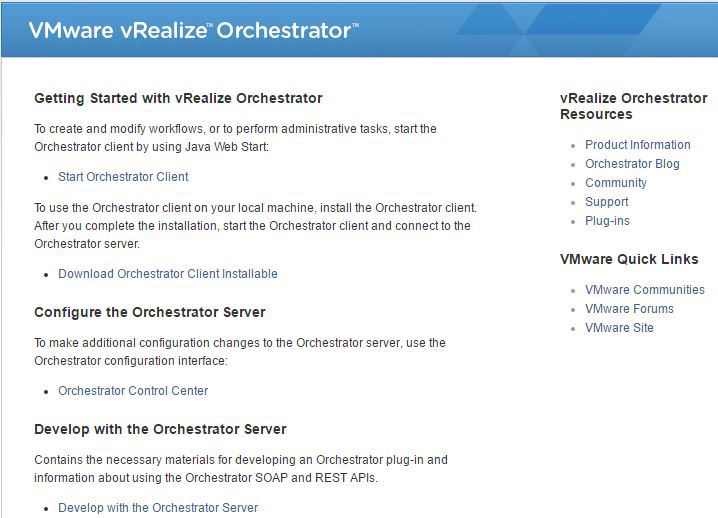 VMware vRealize™ Orchestrator™
Getting Started with vRealize Orchestrator
To create and modify workflows, or to perform administrative tasks, start the
Orchestrator client by using Java Web Start:
Start Orchestrator Client
To use the Orchestrator client on your local machine, install the Orchestrator client.
After you complete the installation, start the Orchestrator client and connect to the
Orchestrator server.
Download Orchestrator Client Installable
Configure the Orchestrator Server
To make additional configuration changes to the Orchestrator server, use the
Orchestrator configuration interface:
Orchestrator Control Center
Develop with the Orchestrator Server
Contains the necessary materials for developing an Orchestrator plug-in and
information about using the Orchestrator SOAP and REST APIs.
Develop with the Orchestrator Server
vRealize Orchestrator
Resources
Product Information
Orchestrator Blog
Community
Support
Plug-ins
VMware Quick Links
VMware Communities
VMware Forums
VMware Site